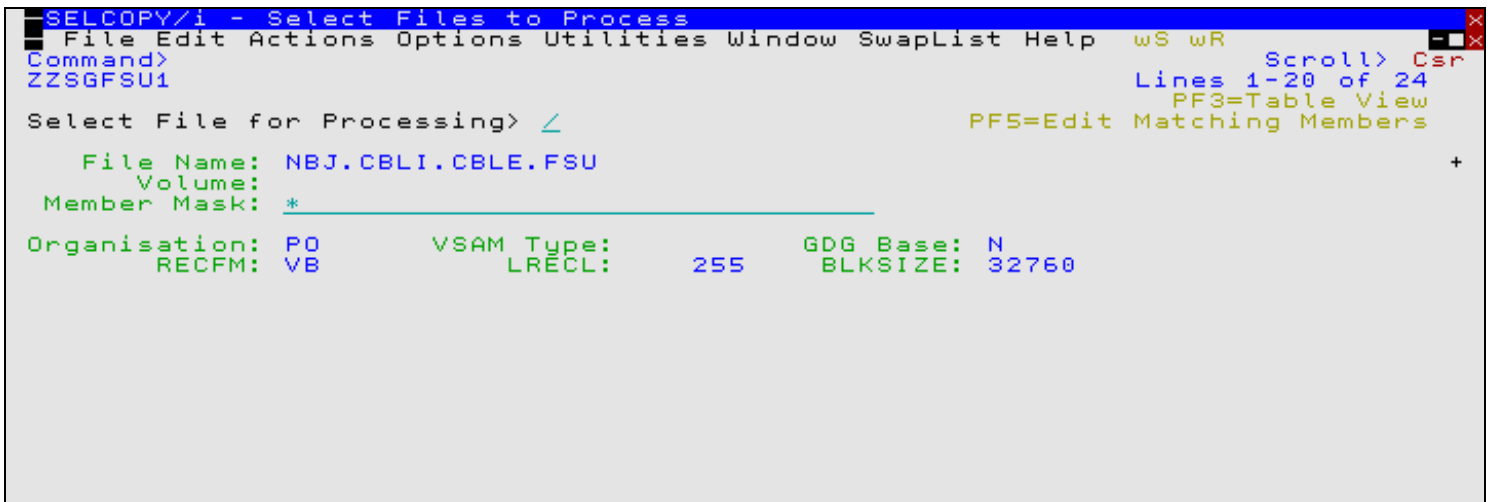 SELCOPY/i - Select Files to Process
File Edit Actions Options Utilities Window SwapList Help wS wR
Command> Scroll> Csr
ZZSGFSU1 Lines 1-20 of 24
PF3=Table View
Select File for Processing> / PF5=Edit Matching Members
File Name: NBJ.CBLI.CBLE.FSU +
Volume:
Member Mask: *
Organisation: PO VSAM Type: GDG Base: N
RECFM: VB LRECL: 255 BLKSIZE: 32760